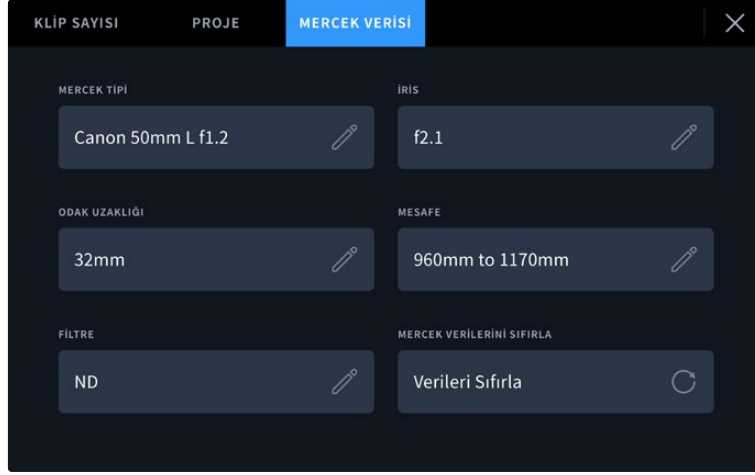 KLİP SAYISI PROJE MERCEK VERİSİ
MERCEK TİPİ İRİS
Canon 50mm L f1.2 f2.1
ODAK UZAKLIĞI MESAFE
32mm 960mm to 1170mm
FİLTRE MERCEK VERİLERİNİ SIFIRLA
ND Verileri Sıfırla